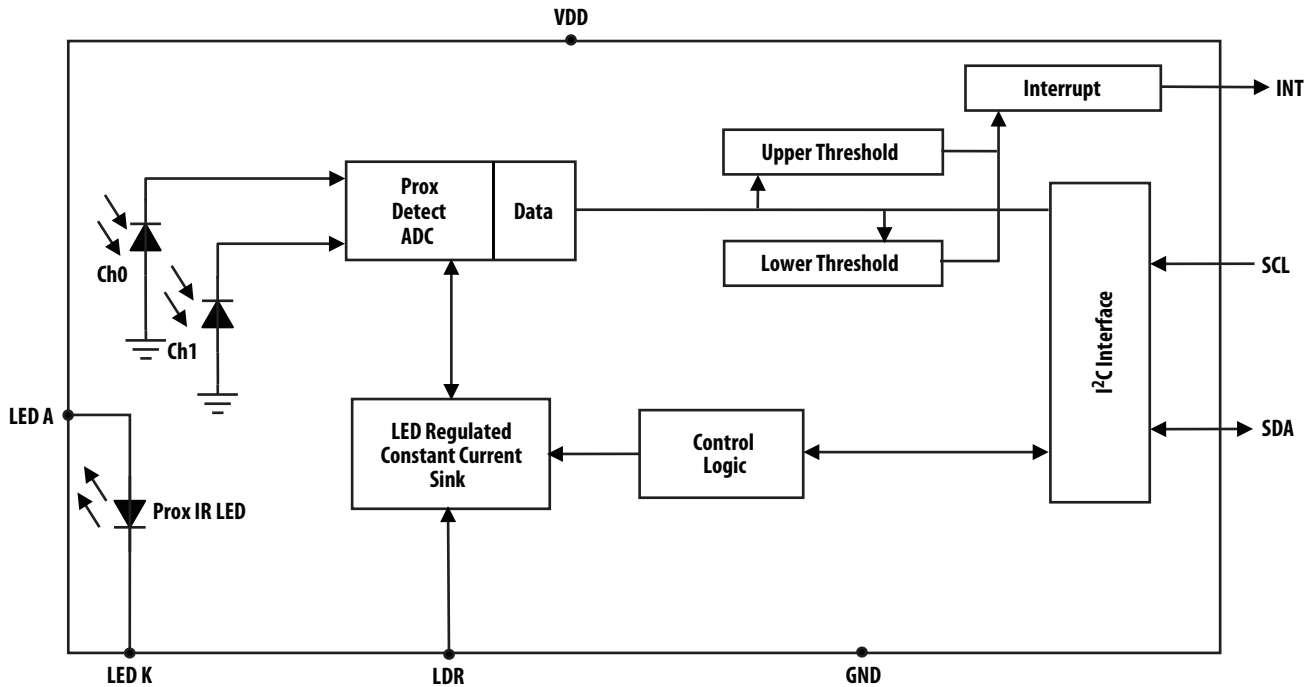 VDD
Interrupt
INT
Upper Threshold
Prox
Detect
ADC
Data
Lower Threshold
SCL
Ch0
Ch1
I²C Interface
LED A
LED Regulated
Constant Current
Sink
Control
Logic
SDA
Prox IR LED
LED K
LDR
GND